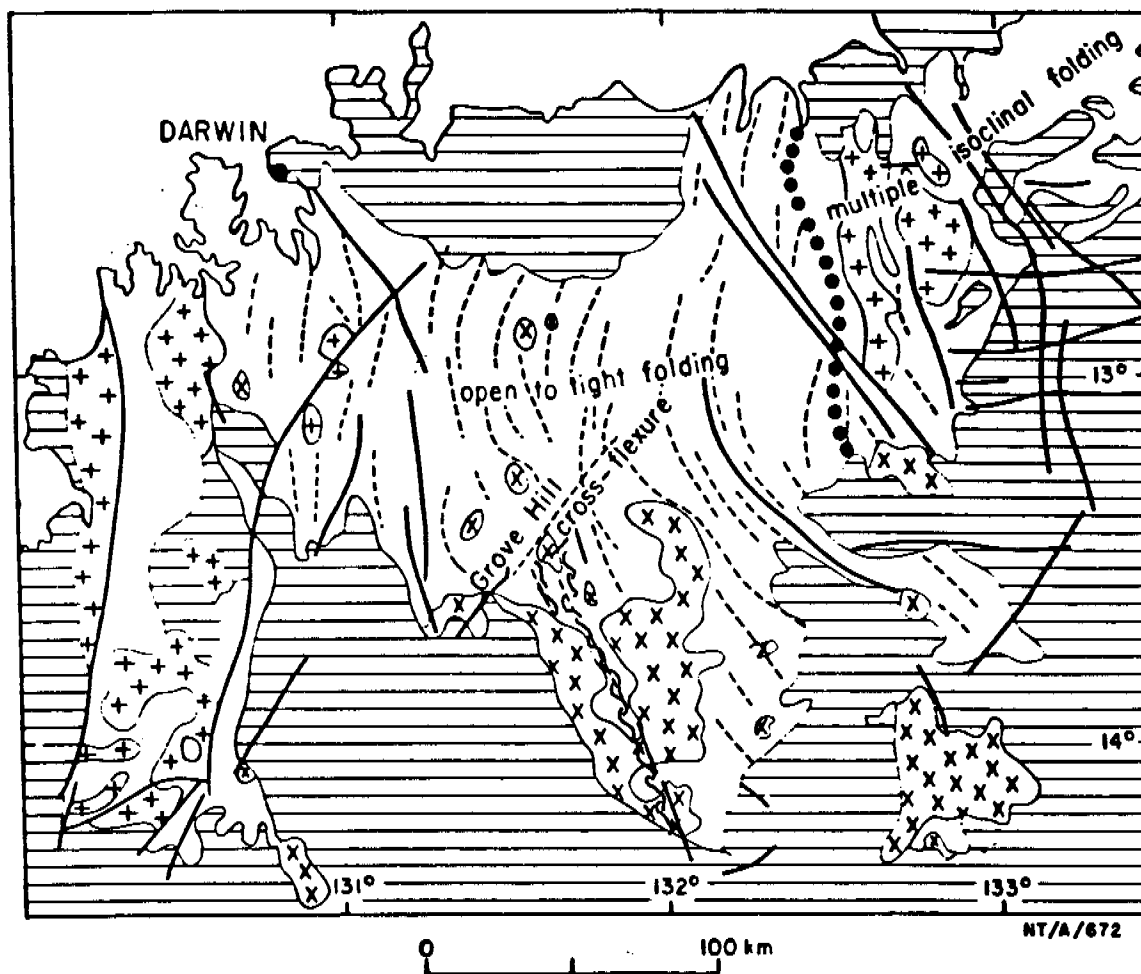 DARWIN
multiple isoclinal folding
13°
open to tight folding
Grove Hill
cross-flexure
14°
131°
132°
133°
NT/A/672
0
100 km